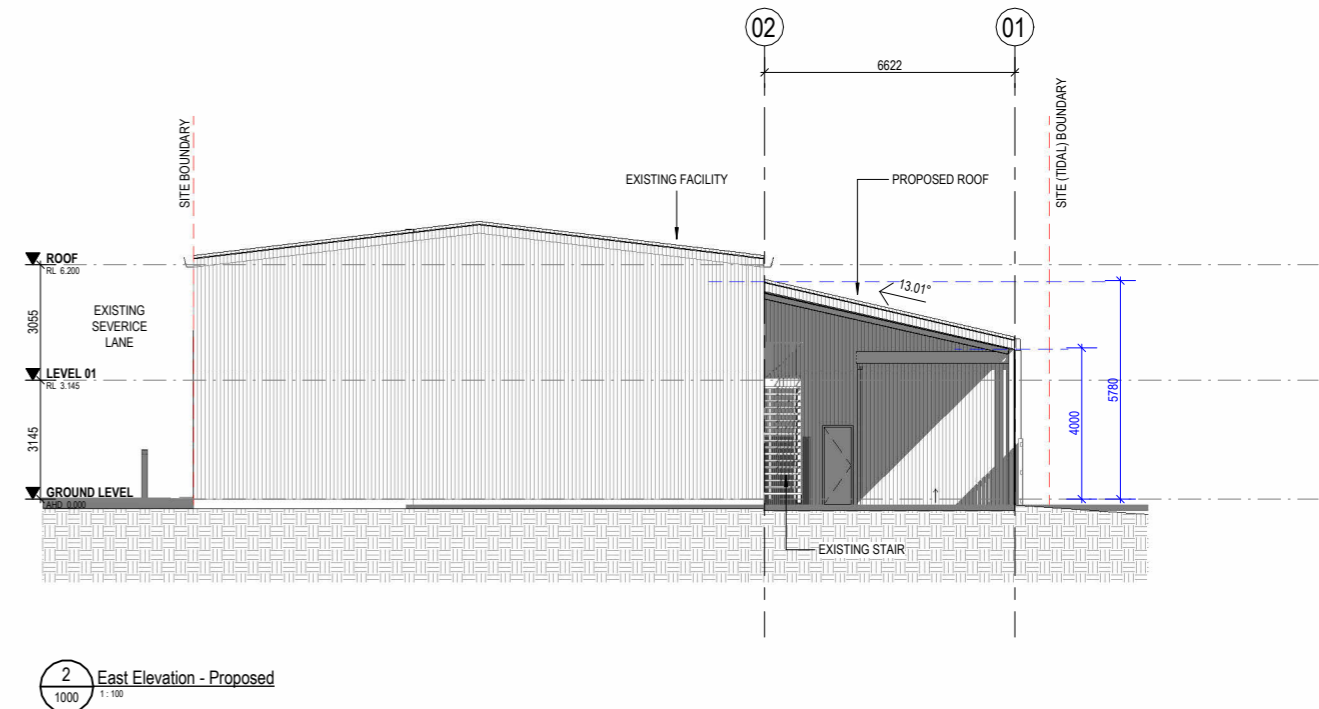 02
01
6622
SITE BOUNDARY
SITE (TIDAL) BOUNDARY
EXISTING FACILITY
PROPOSED ROOF
13.01°
ROOF
RL 6.200
3055
EXISTING
SEVERICE
LANE
LEVEL 01
RL 3.145
3145
4000
5780
GROUND LEVEL
AHD 0.000
EXISTING STAIR
2
1000
East Elevation - Proposed
1 : 100